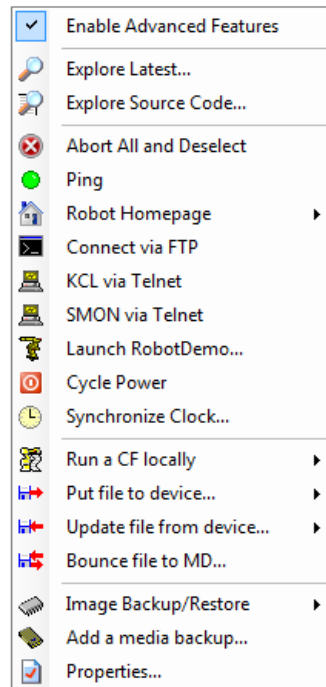 Enable Advanced Features
Explore Latest...
Explore Source Code...
Abort All and Deselect
Ping
Robot Homepage
Connect via FTP
KCL via Telnet
SMON via Telnet
Launch RobotDemo...
Cycle Power
Synchronize Clock...
Run a CF locally
Put file to device...
Update file from device...
Bounce file to MD...
Image Backup/Restore
Add a media backup...
Properties...